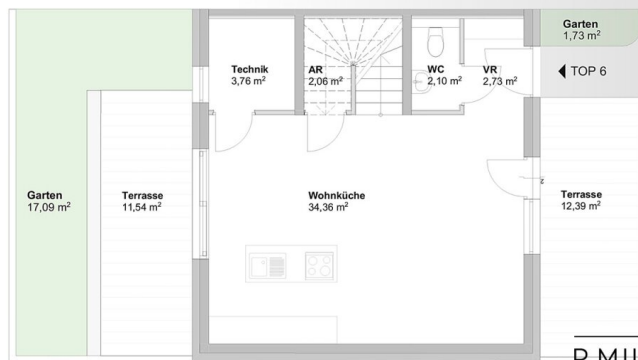 Garten
1,73 m²
Technik
3,76 m²
AR
2,06 m²
WC
2,10 m²
VR
2,73 m²
TOP 6
Garten
17,09 m²
Terrasse
11,54 m²
Wohnküche
34,36 m²
Terrasse
12,39 m²
2